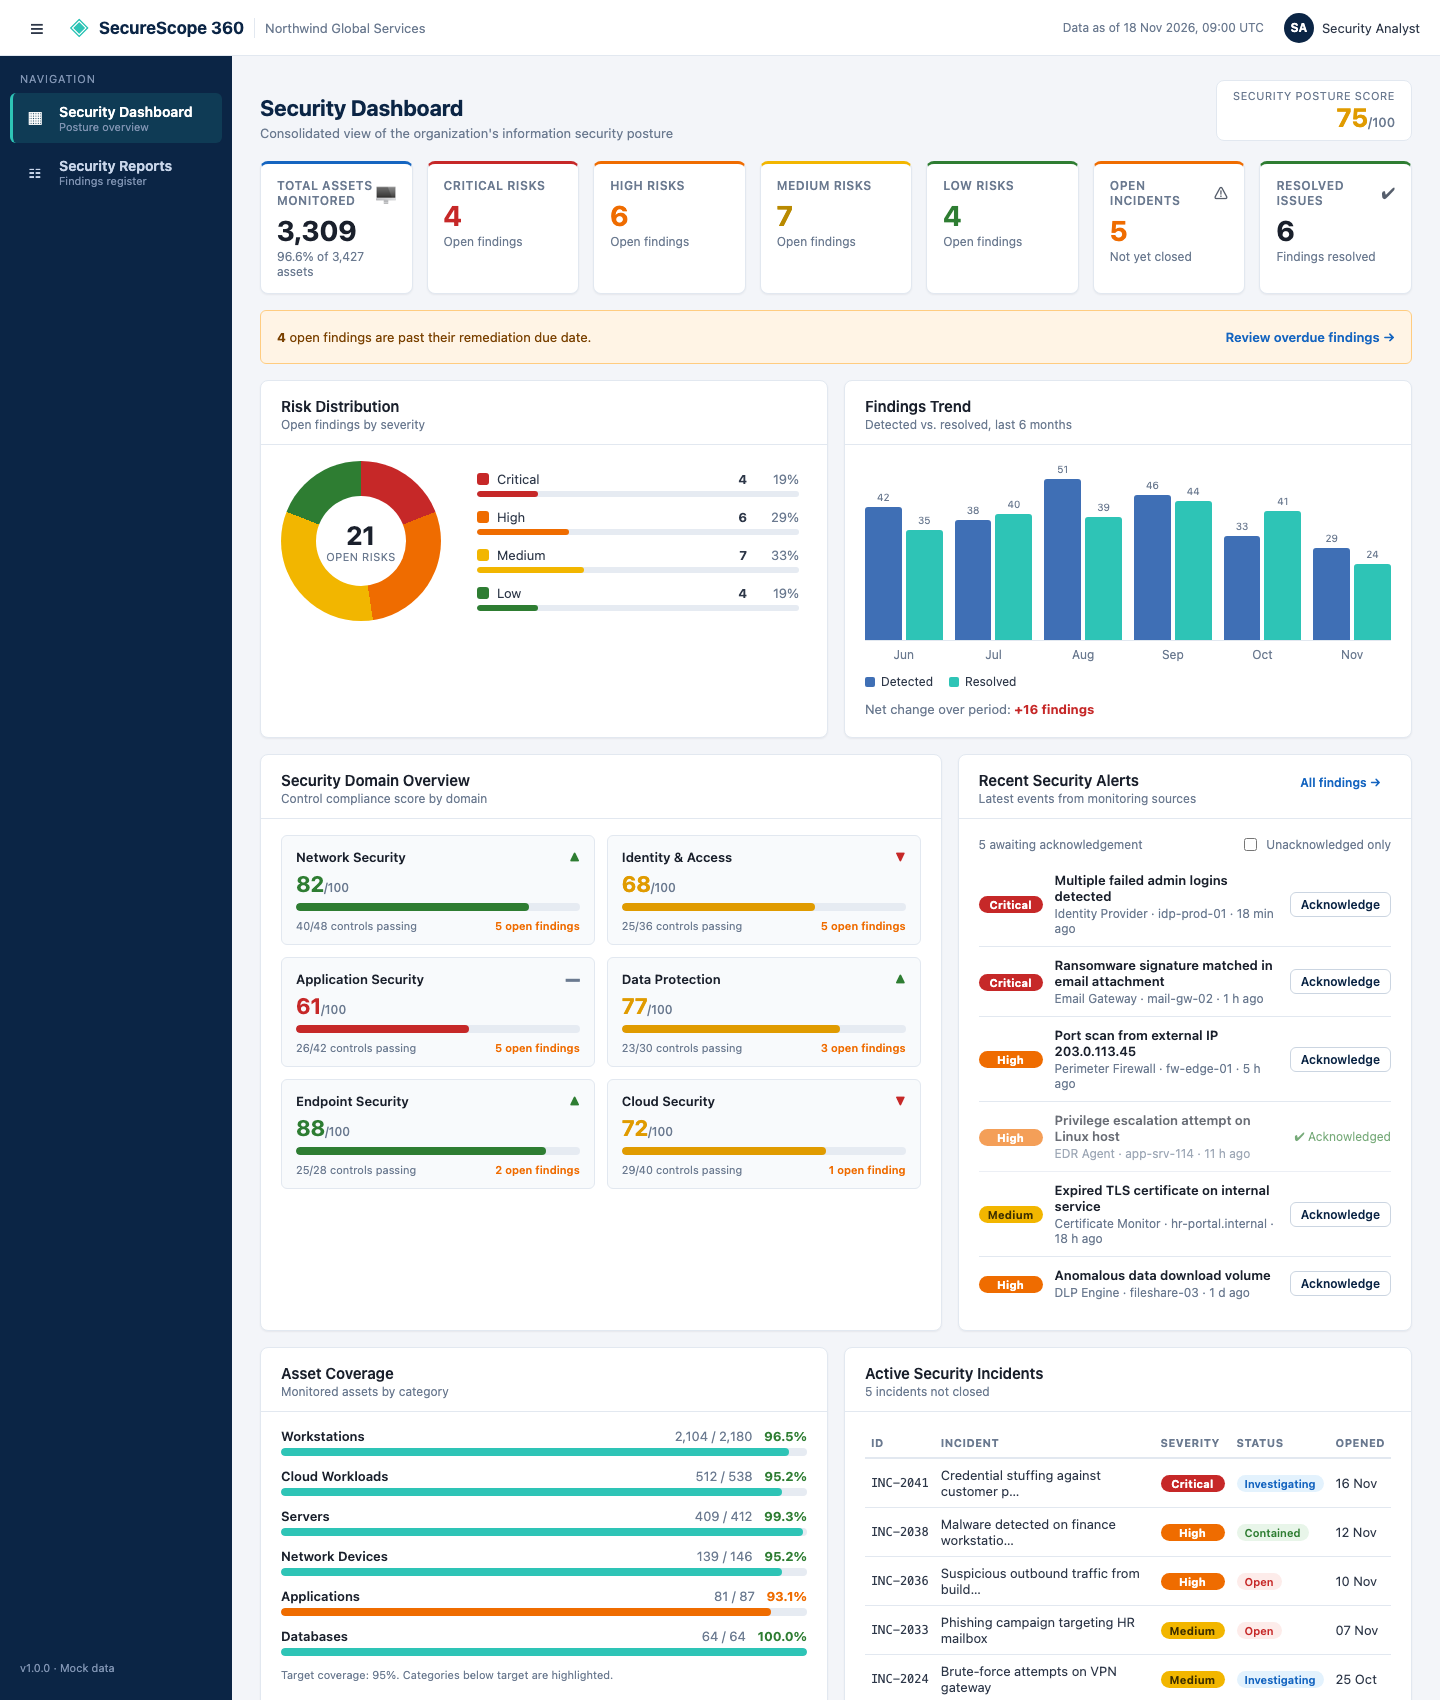 SecureScope 360
Northwind Global Services
Data as of 18 Nov 2026, 09:00 UTC
SA
Security Analyst
NAVIGATION
Security Dashboard
Posture overview
Security Reports
Findings register
v1.0.0 · Mock data
Security Dashboard
Consolidated view of the organization's information security posture
SECURITY POSTURE SCORE
75/100
TOTAL ASSETS
MONITORED
3,309
96.6% of 3,427
assets
CRITICAL RISKS
4
Open findings
HIGH RISKS
6
Open findings
MEDIUM RISKS
7
Open findings
LOW RISKS
4
Open findings
OPEN
INCIDENTS
5
Not yet closed
RESOLVED
ISSUES
6
Findings resolved
4 open findings are past their remediation due date.
Review overdue findings →
Risk Distribution
Open findings by severity
21
OPEN RISKS
Critical 4 19%
High 6 29%
Medium 7 33%
Low 4 19%
Findings Trend
Detected vs. resolved, last 6 months
42 35 38 40 51 39 46 44 33 41 29 24
Jun Jul Aug Sep Oct Nov
Detected Resolved
Net change over period: +16 findings
Security Domain Overview
Control compliance score by domain
Network Security
82/100
40/48 controls passing 5 open findings
Identity & Access
68/100
25/36 controls passing 5 open findings
Application Security
61/100
26/42 controls passing 5 open findings
Data Protection
77/100
23/30 controls passing 3 open findings
Endpoint Security
88/100
25/28 controls passing 2 open findings
Cloud Security
72/100
29/40 controls passing 1 open finding
Recent Security Alerts
Latest events from monitoring sources
All findings →
5 awaiting acknowledgement
Unacknowledged only
Critical
Multiple failed admin logins
detected
Identity Provider · idp-prod-01 · 18 min
ago
Acknowledge
Critical
Ransomware signature matched in
email attachment
Email Gateway · mail-gw-02 · 1 h ago
Acknowledge
High
Port scan from external IP
203.0.113.45
Perimeter Firewall · fw-edge-01 · 5 h
ago
Acknowledge
High
Privilege escalation attempt on
Linux host
EDR Agent · app-srv-114 · 11 h ago
✔ Acknowledged
Medium
Expired TLS certificate on internal
service
Certificate Monitor · hr-portal.internal ·
18 h ago
Acknowledge
High
Anomalous data download volume
DLP Engine · fileshare-03 · 1 d ago
Acknowledge
Asset Coverage
Monitored assets by category
Workstations 2,104 / 2,180 96.5%
Cloud Workloads 512 / 538 95.2%
Servers 409 / 412 99.3%
Network Devices 139 / 146 95.2%
Applications 81 / 87 93.1%
Databases 64 / 64 100.0%
Target coverage: 95%. Categories below target are highlighted.
Active Security Incidents
5 incidents not closed
ID INCIDENT SEVERITY STATUS OPENED
INC-2041 Credential stuffing against
customer p... Critical Investigating 16 Nov
INC-2038 Malware detected on finance
workstatio... High Contained 12 Nov
INC-2036 Suspicious outbound traffic from
build... High Open 10 Nov
INC-2033 Phishing campaign targeting HR
mailbox Medium Open 07 Nov
INC-2024 Brute-force attempts on VPN
gateway Medium Investigating 25 Oct